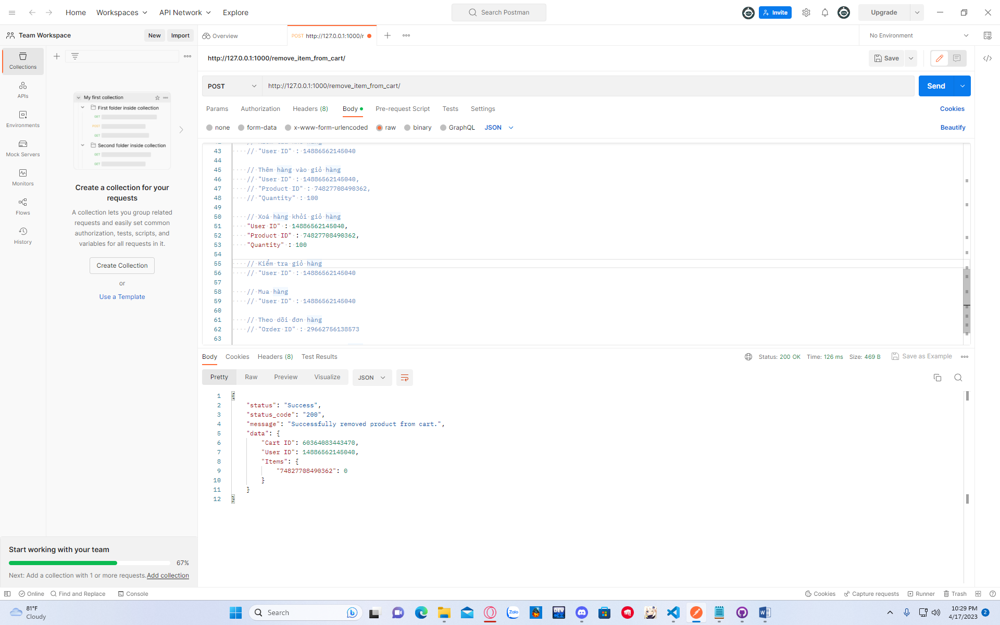 Home
Workspaces
API Network
Explore
Search Postman
Invite
Upgrade
Team Workspace
New
Import
Overview
POST http://127.0.0.1:1000/r
No Environment
Collections
APIs
Environments
Mock Servers
Monitors
Flows
History
My first collection
First folder inside collection
GET
POST
GET
Second folder inside collection
GET
GET
Create a collection for your
requests
A collection lets you group related
requests and easily set common
authorization, tests, scripts, and
variables for all requests in it.
Create Collection
or
Use a Template
Start working with your team
67%
Next: Add a collection with 1 or more requests. Add collection
http://127.0.0.1:1000/remove_item_from_cart/
Save
POST
http://127.0.0.1:1000/remove_item_from_cart/
Send
Params
Authorization
Headers (8)
Body
Pre-request Script
Tests
Settings
Cookies
none
form-data
x-www-form-urlencoded
raw
binary
GraphQL
JSON
Beautify
43 // "User ID" : 14886562145040
44
45 // Thêm hàng vào giỏ hàng
46 // "User ID" : 14886562145040,
47 // "Product ID" : 74827708490362,
48 // "Quantity" : 100
49
50 // Xoá hàng khỏi giỏ hàng
51 "User ID" : 14886562145040,
52 "Product ID" : 74827708490362,
53 "Quantity" : 100
54
55 // Kiểm tra giỏ hàng
56 // "User ID" : 14886562145040
57
58 // Mua hàng
59 // "User ID" : 14886562145040
60
61 // Theo dõi đơn hàng
62 // "Order ID" : 29662756138573
63
Body
Cookies
Headers (8)
Test Results
Status: 200 OK
Time: 126 ms
Size: 469 B
Save as Example
Pretty
Raw
Preview
Visualize
JSON
1 {
2 "status": "Success",
3 "status_code": "200",
4 "message": "Successfully removed product from cart.",
5 "data": {
6 "Cart ID": 60364083443470,
7 "User ID": 14886562145040,
8 "Items": {
9 "74827708490362": 0
10 }
11 }
12 }
Online
Find and Replace
Console
Cookies
Capture requests
Runner
Trash
81°F
Cloudy
Search
Zalo
DEV
10:29 PM
4/17/2023
2